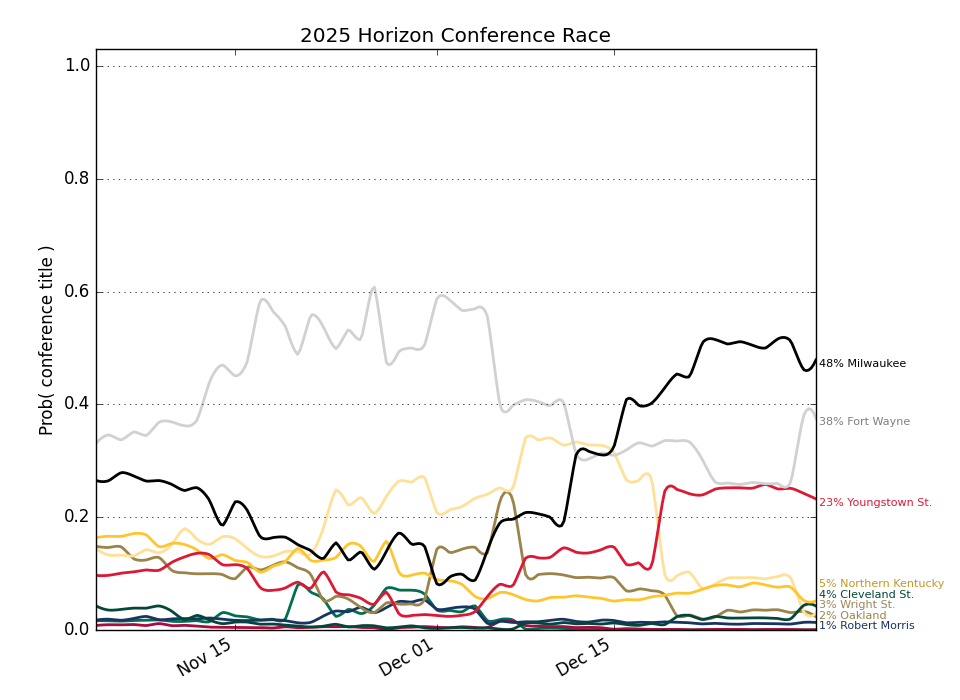 2025 Horizon Conference Race
Prob( conference title )
1.0
0.8
0.6
0.4
0.2
0.0
Nov 15
Dec 01
Dec 15
48% Milwaukee
38% Fort Wayne
23% Youngstown St.
5% Northern Kentucky
4% Cleveland St.
3% Wright St.
2% Oakland
1% Robert Morris